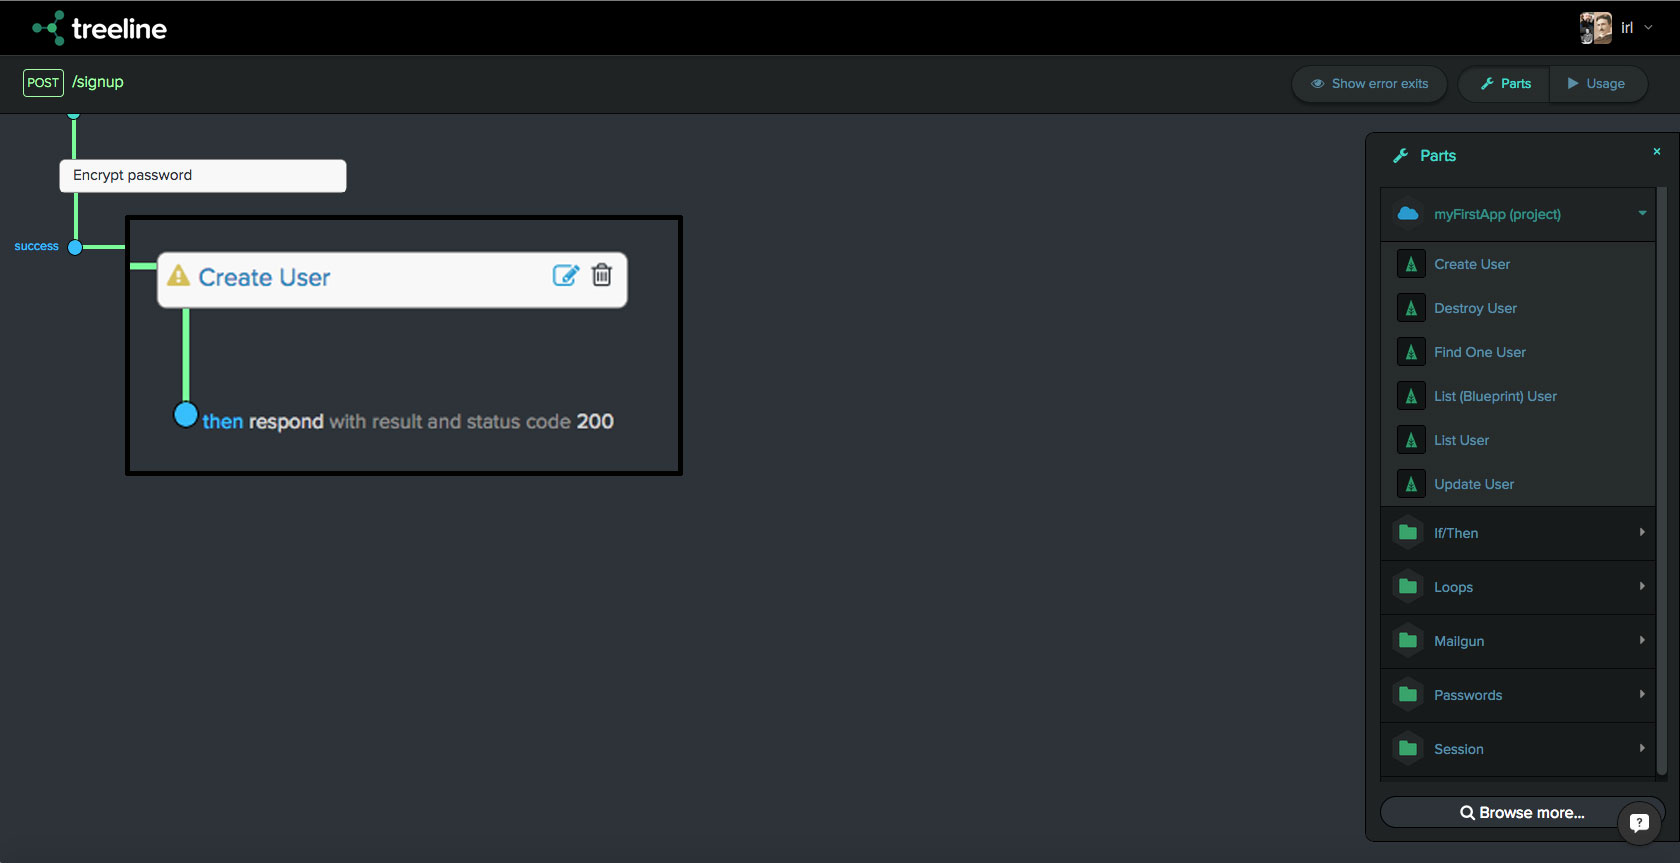 treeline
irl
POST /signup
Show error exits
Parts
Usage
Encrypt password
success
Create User
then respond with result and status code 200
Parts
×
myFirstApp (project)
Create User
Destroy User
Find One User
List (Blueprint) User
List User
Update User
If/Then
Loops
Mailgun
Passwords
Session
Browse more...
?